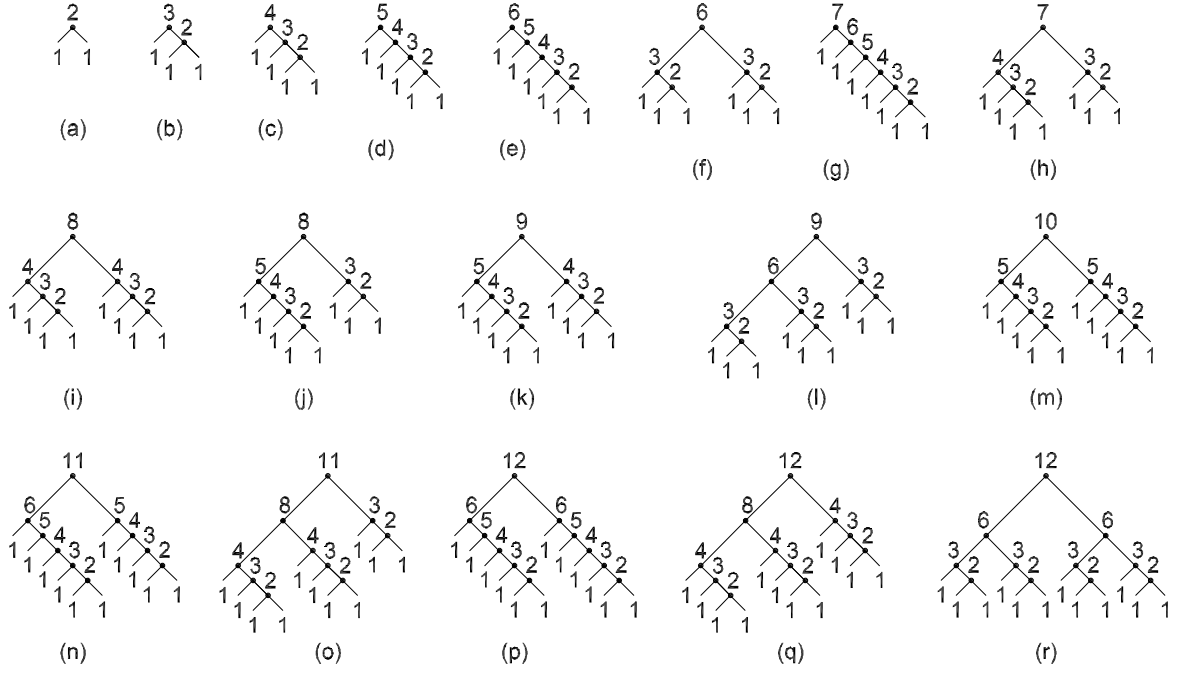 2
1 1
(a)
3
2
1
1 1
(b)
4
3
2
1
1
1 1
(c)
5
4
3
1 2
1
1
1 1
(d)
6
5
4
1 3
1 2
1
1
1 1
(e)
6
3 3
2 2
1 1
1 1 1 1
(f)
7
6
5
1 4
1 3
1 2
1
1
1 1
(g)
7
4 3
3 2
2
1 1
1 1 1
1 1
(h)
8
4 4
3 3
2 2
1 1
1 1
1 1 1 1
(i)
8
5 3
4 2
3
1 2 1
1 1 1
1
1 1
(j)
9
5 4
4 3
3 2
1 2 1
1 1
1 1 1
1 1
(k)
9
6 3
2
3
3 2 1
2 1 1
1 1
1 1
1 1
(l)
10
5 5
4 4
3 3
1 2 1 2
1 1
1 1
1 1 1 1
(m)
11
6 5
5 4
4 3
1 3 1 2
1 2 1
1 1
1 1 1
1 1
(n)
11
8 3
2
4 4
3 3 1
2 2 1 1
1 1
1 1
1 1 1
1 1
(o)
12
6 6
5 5
4 4
1 3 1 3
1 2 1 2
1 1
1 1
1 1 1 1
(p)
12
8 4
3
2
4 4 1
3 3 1
2 2 1 1
1 1
1 1
1 1 1
1 1
(q)
12
6 6
3 3 3 3
2 2 2 2
1 1 1 1
1 1 1 1 1 1 1 1
(r)